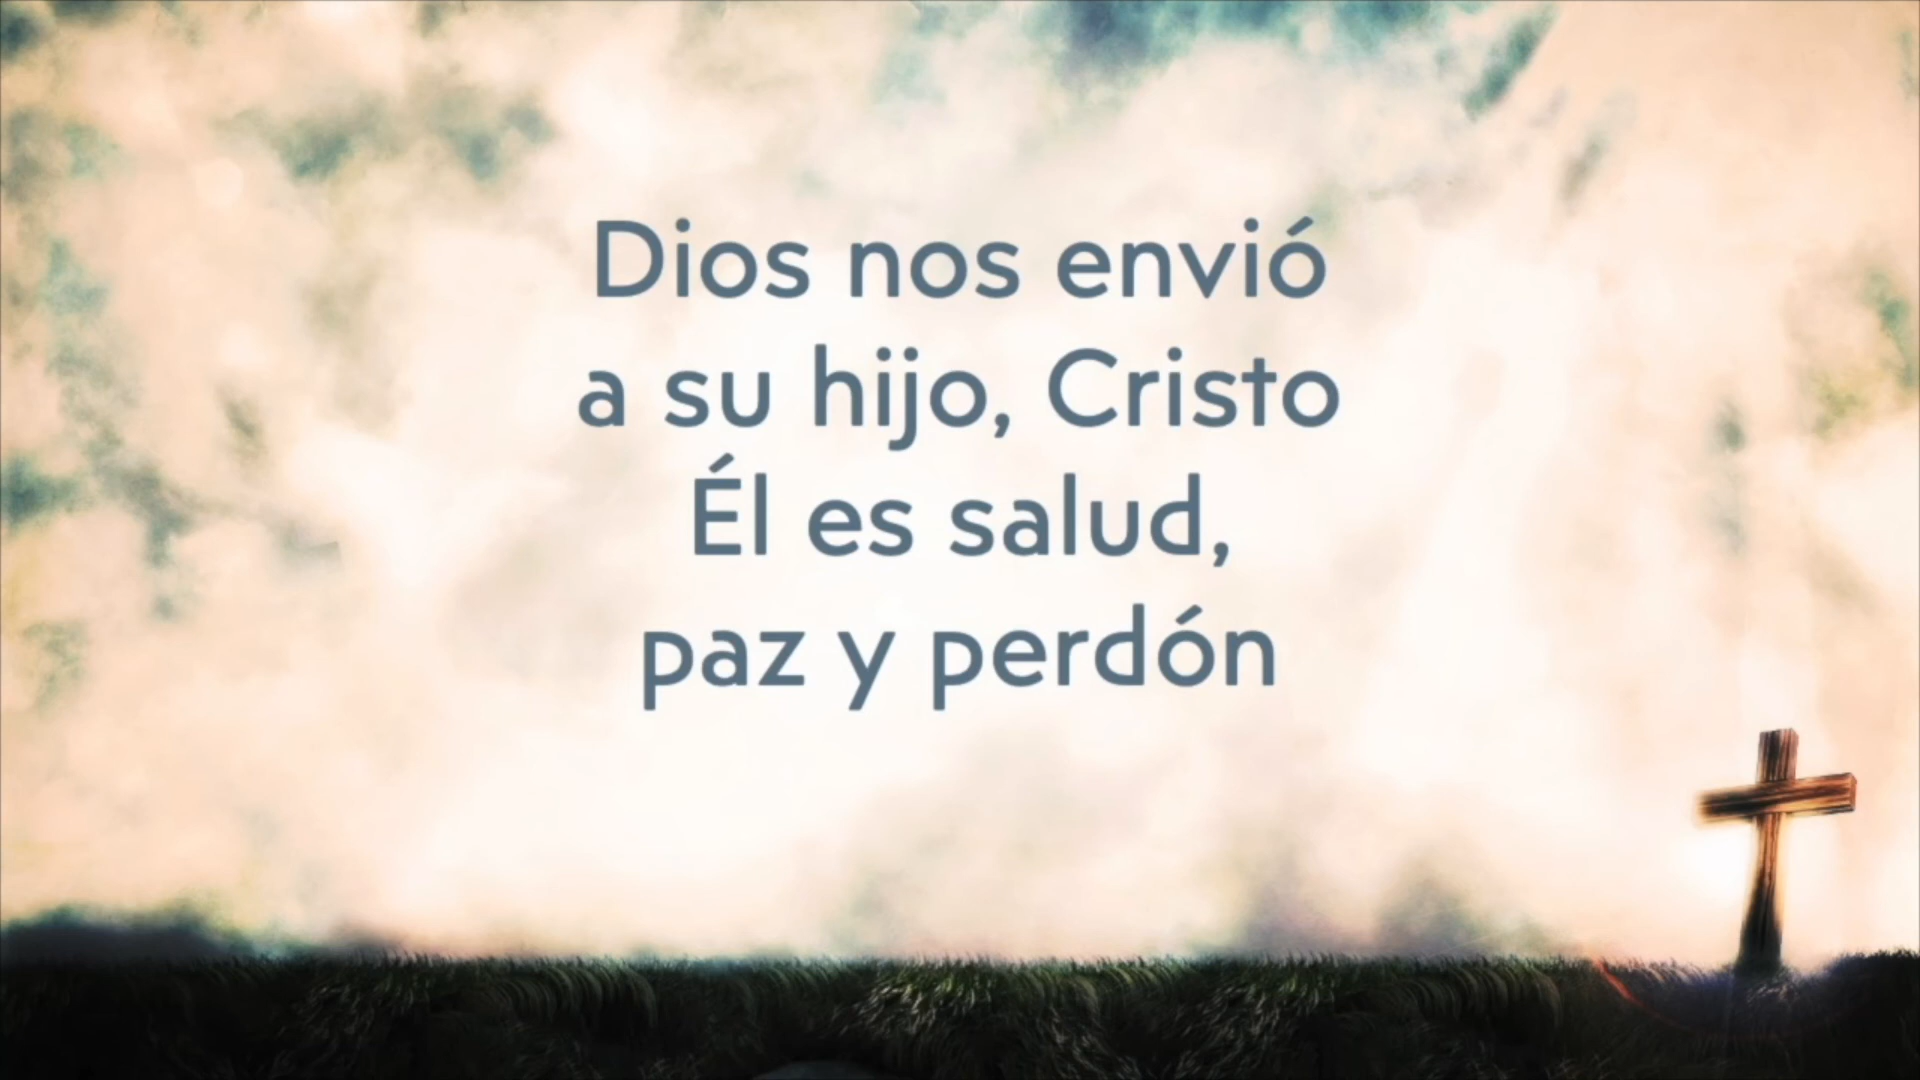 Dios nos envió
a su hijo, Cristo
Él es salud,
paz y perdón